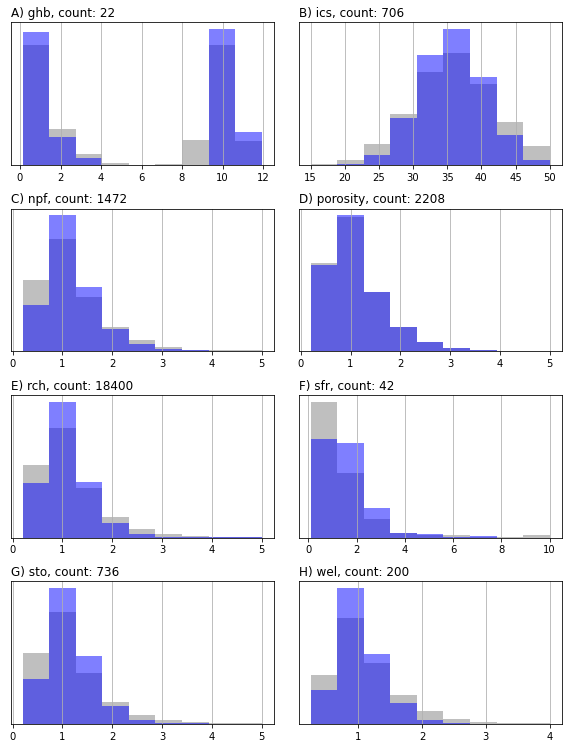 A) ghb, count: 22
0 2 4 6 8 10 12
B) ics, count: 706
15 20 25 30 35 40 45 50
C) npf, count: 1472
0 1 2 3 4 5
D) porosity, count: 2208
0 1 2 3 4 5
E) rch, count: 18400
0 1 2 3 4 5
F) sfr, count: 42
0 2 4 6 8 10
G) sto, count: 736
0 1 2 3 4 5
H) wel, count: 200
1 2 3 4